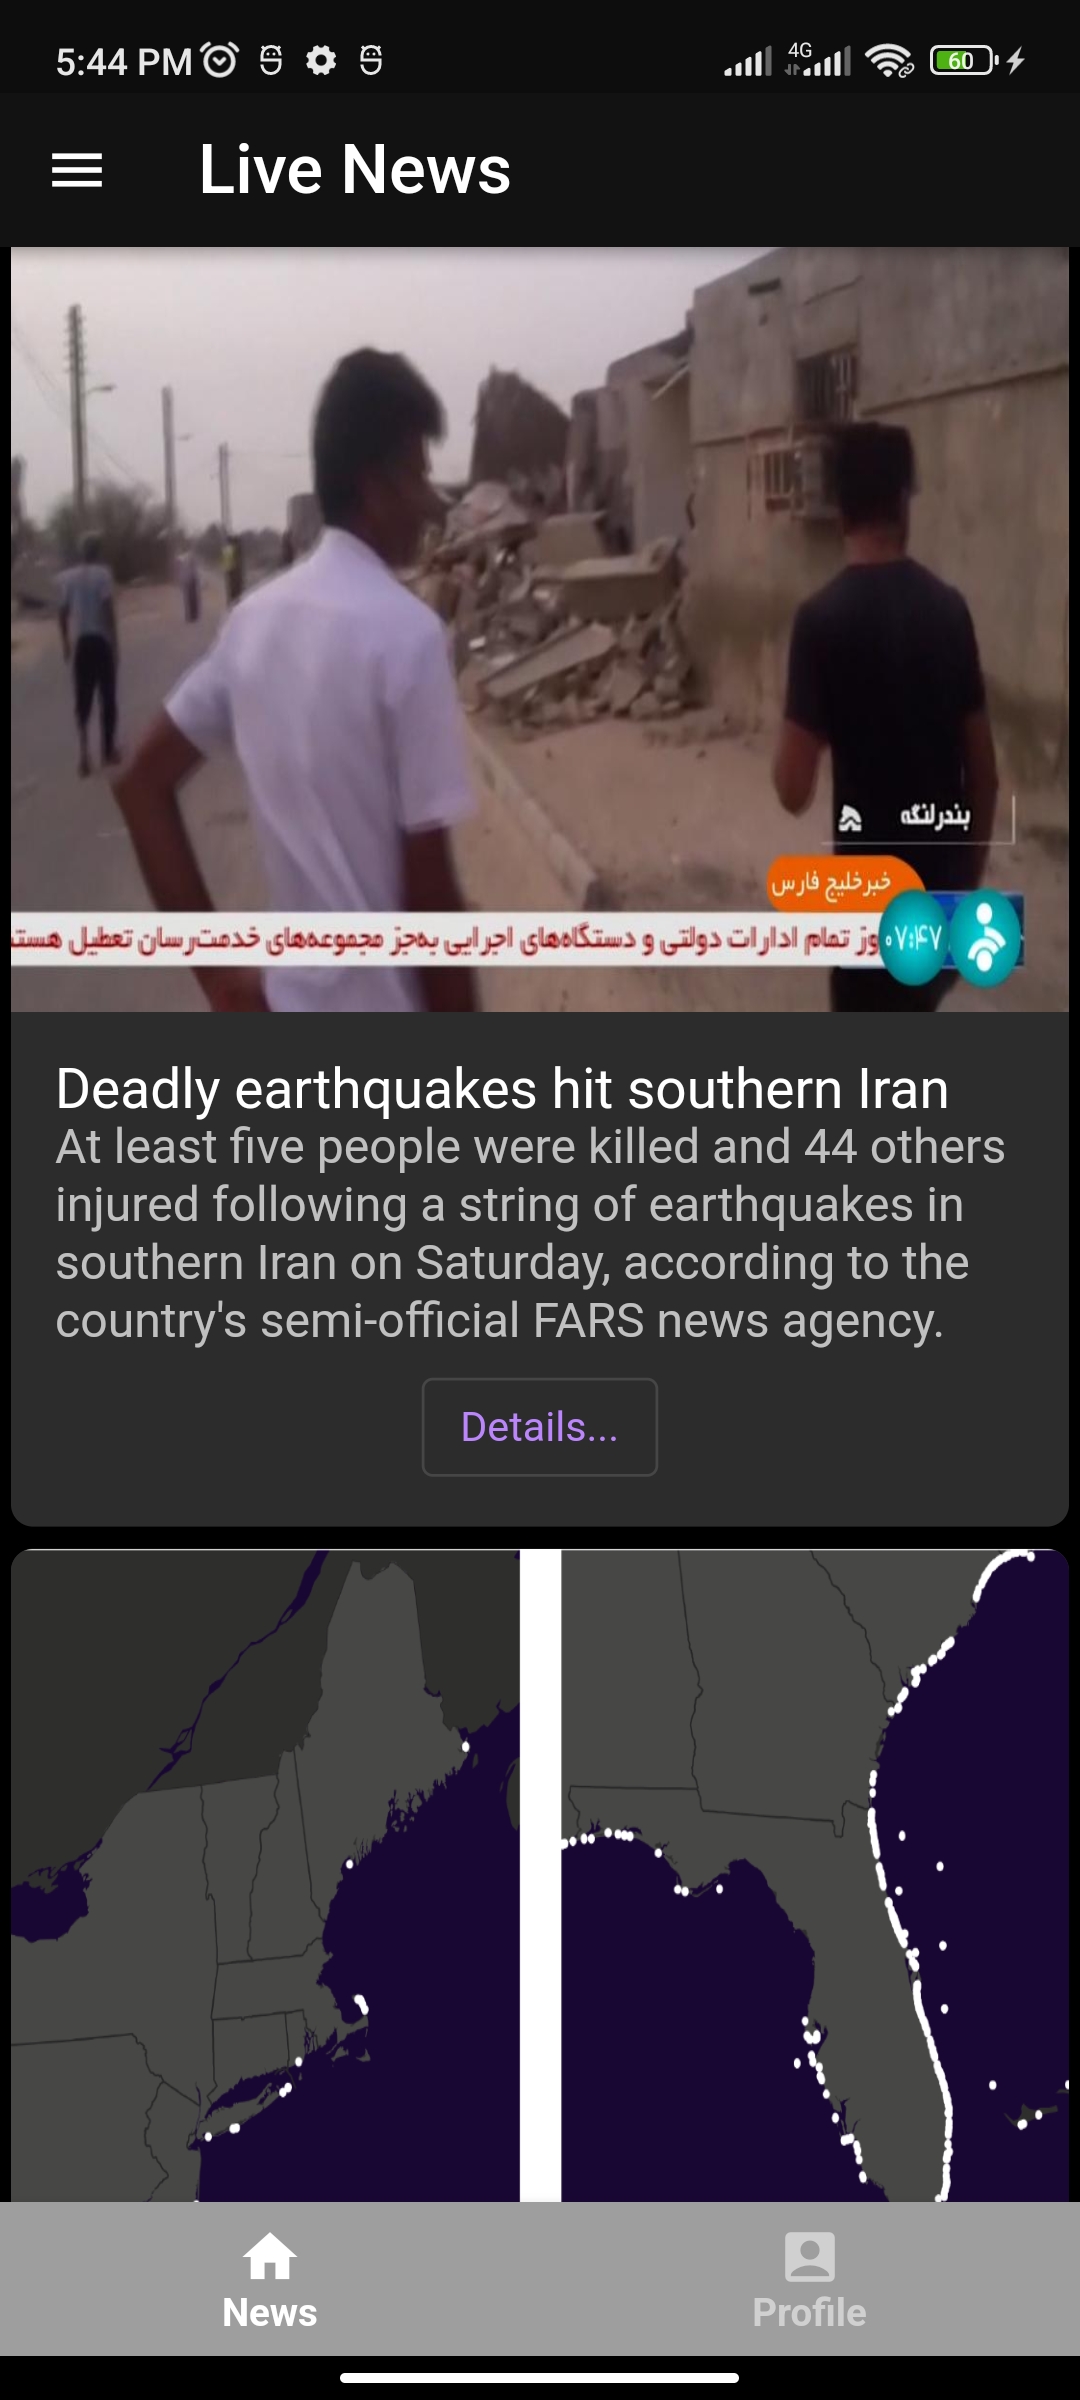 5:44 PM
4G
60
Live News
بندرلنگه
خبرخلیج فارس
وز تمام ادارات دولتی و دستگاه‌های اجرایی به‌جز مجموعه‌های خدمت‌رسان تعطیل هستن
۰۷:۴۷
Deadly earthquakes hit southern Iran
At least five people were killed and 44 others
injured following a string of earthquakes in
southern Iran on Saturday, according to the
country's semi-official FARS news agency.
Details...
News
Profile